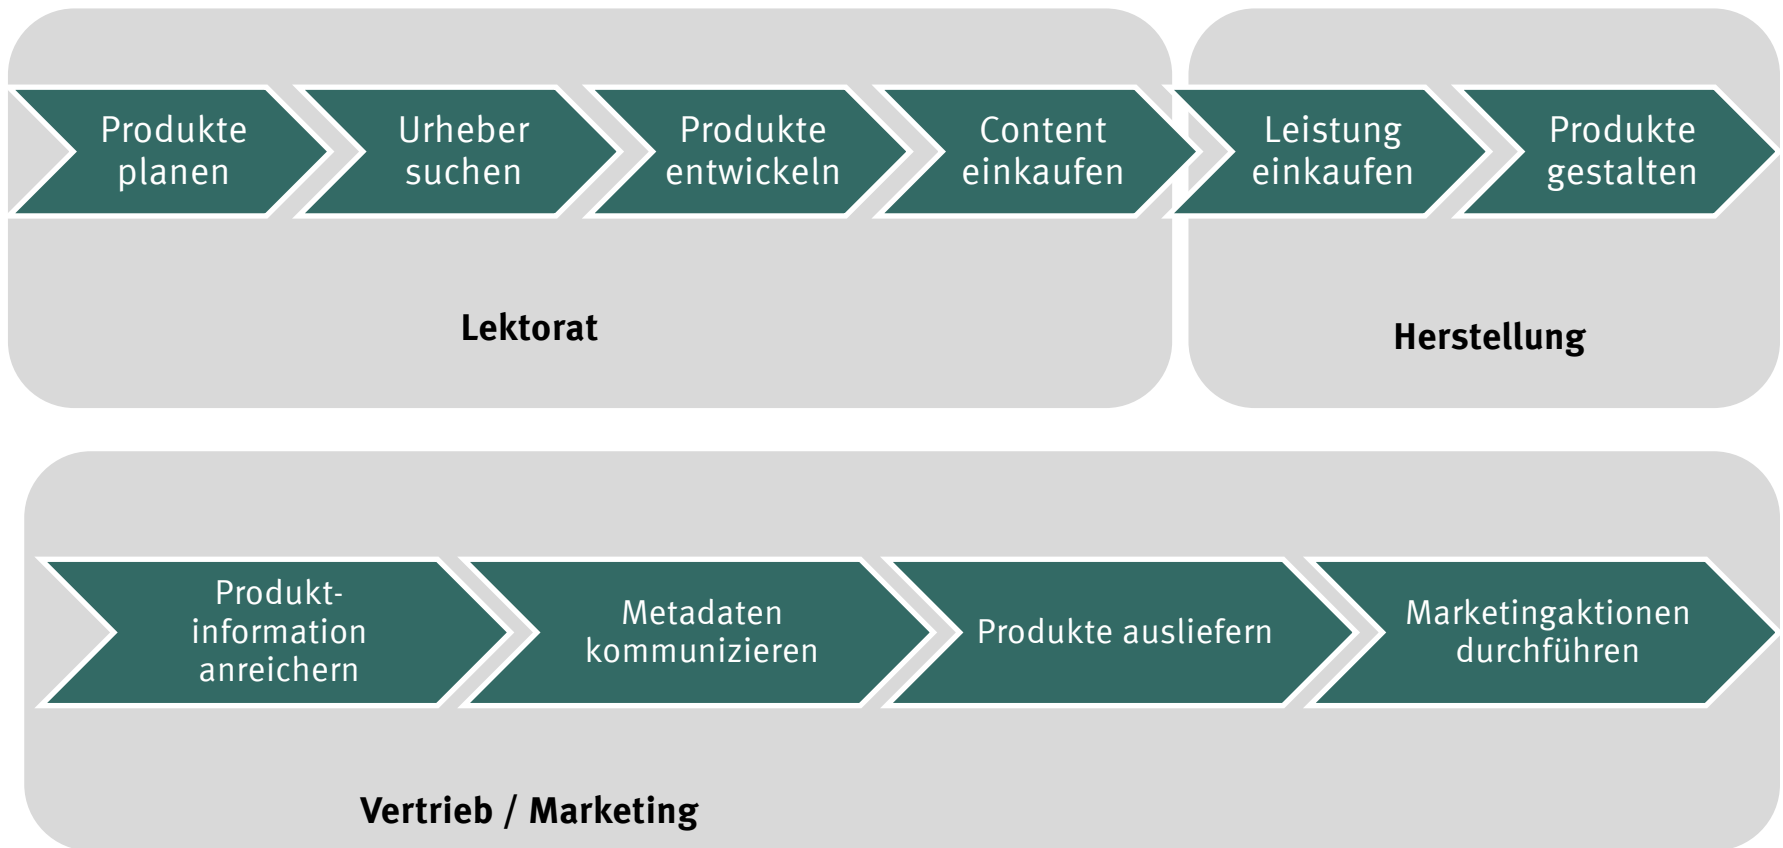 Produkte
planen
Urheber
suchen
Produkte
entwickeln
Content
einkaufen
Leistung
einkaufen
Produkte
gestalten
Lektorat
Herstellung
Produkt-
information
anreichern
Metadaten
kommunizieren
Produkte ausliefern
Marketingaktionen
durchführen
Vertrieb / Marketing